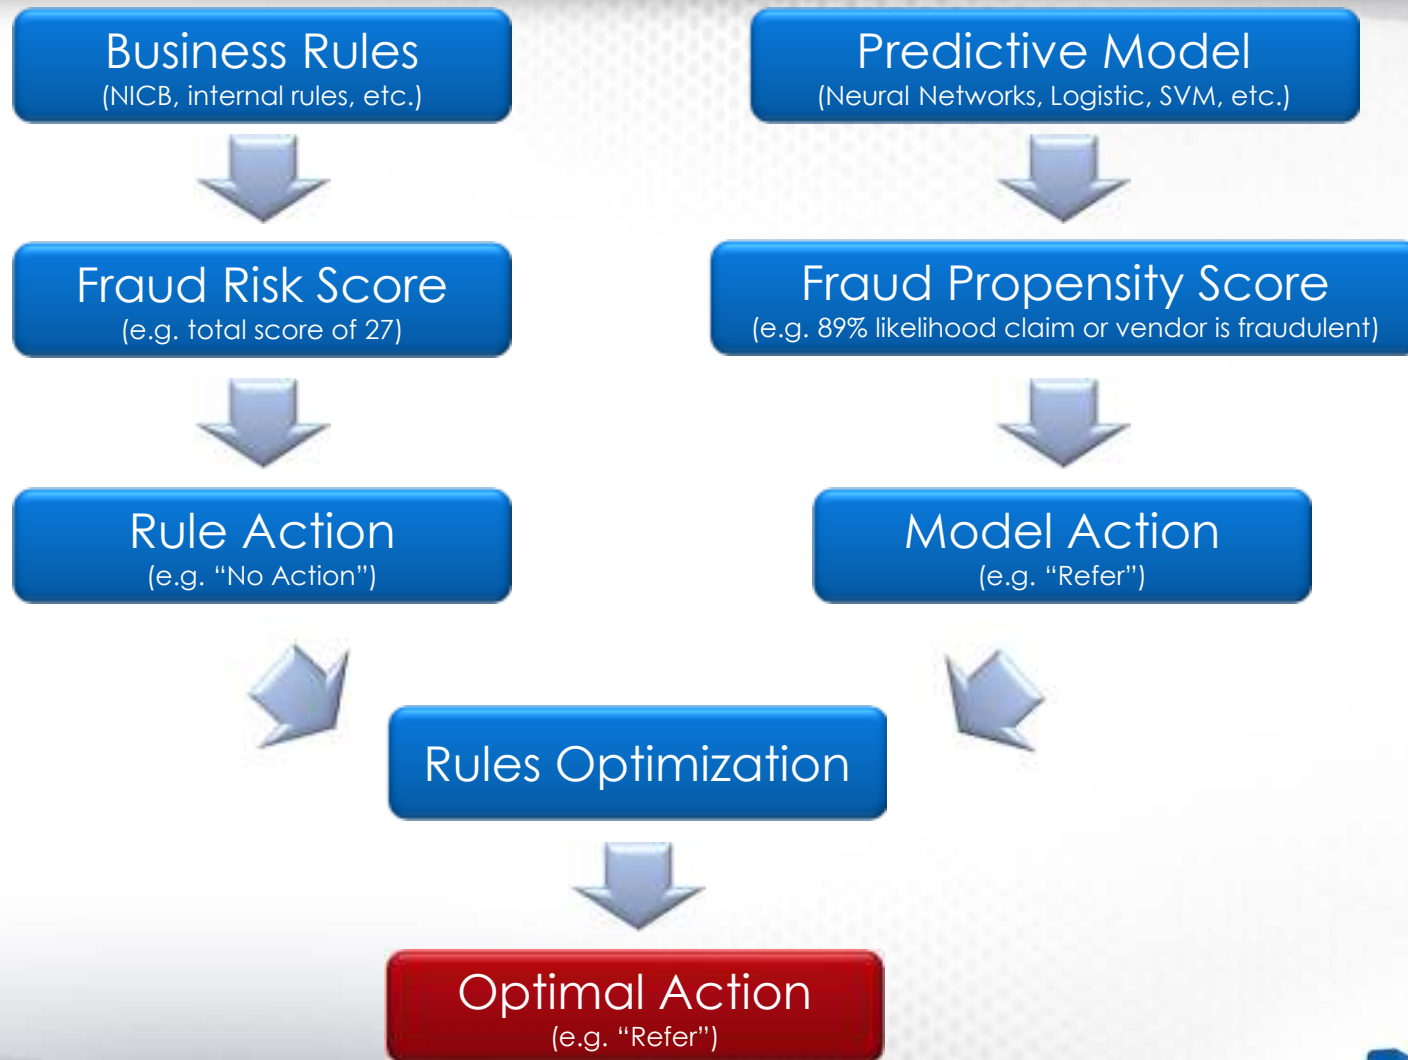 Business Rules
(NICB, internal rules, etc.)
Predictive Model
(Neural Networks, Logistic, SVM, etc.)
Fraud Risk Score
(e.g. total score of 27)
Fraud Propensity Score
(e.g. 89% likelihood claim or vendor is fraudulent)
Rule Action
(e.g. “No Action”)
Model Action
(e.g. “Refer”)
Rules Optimization
Optimal Action
(e.g. “Refer”)